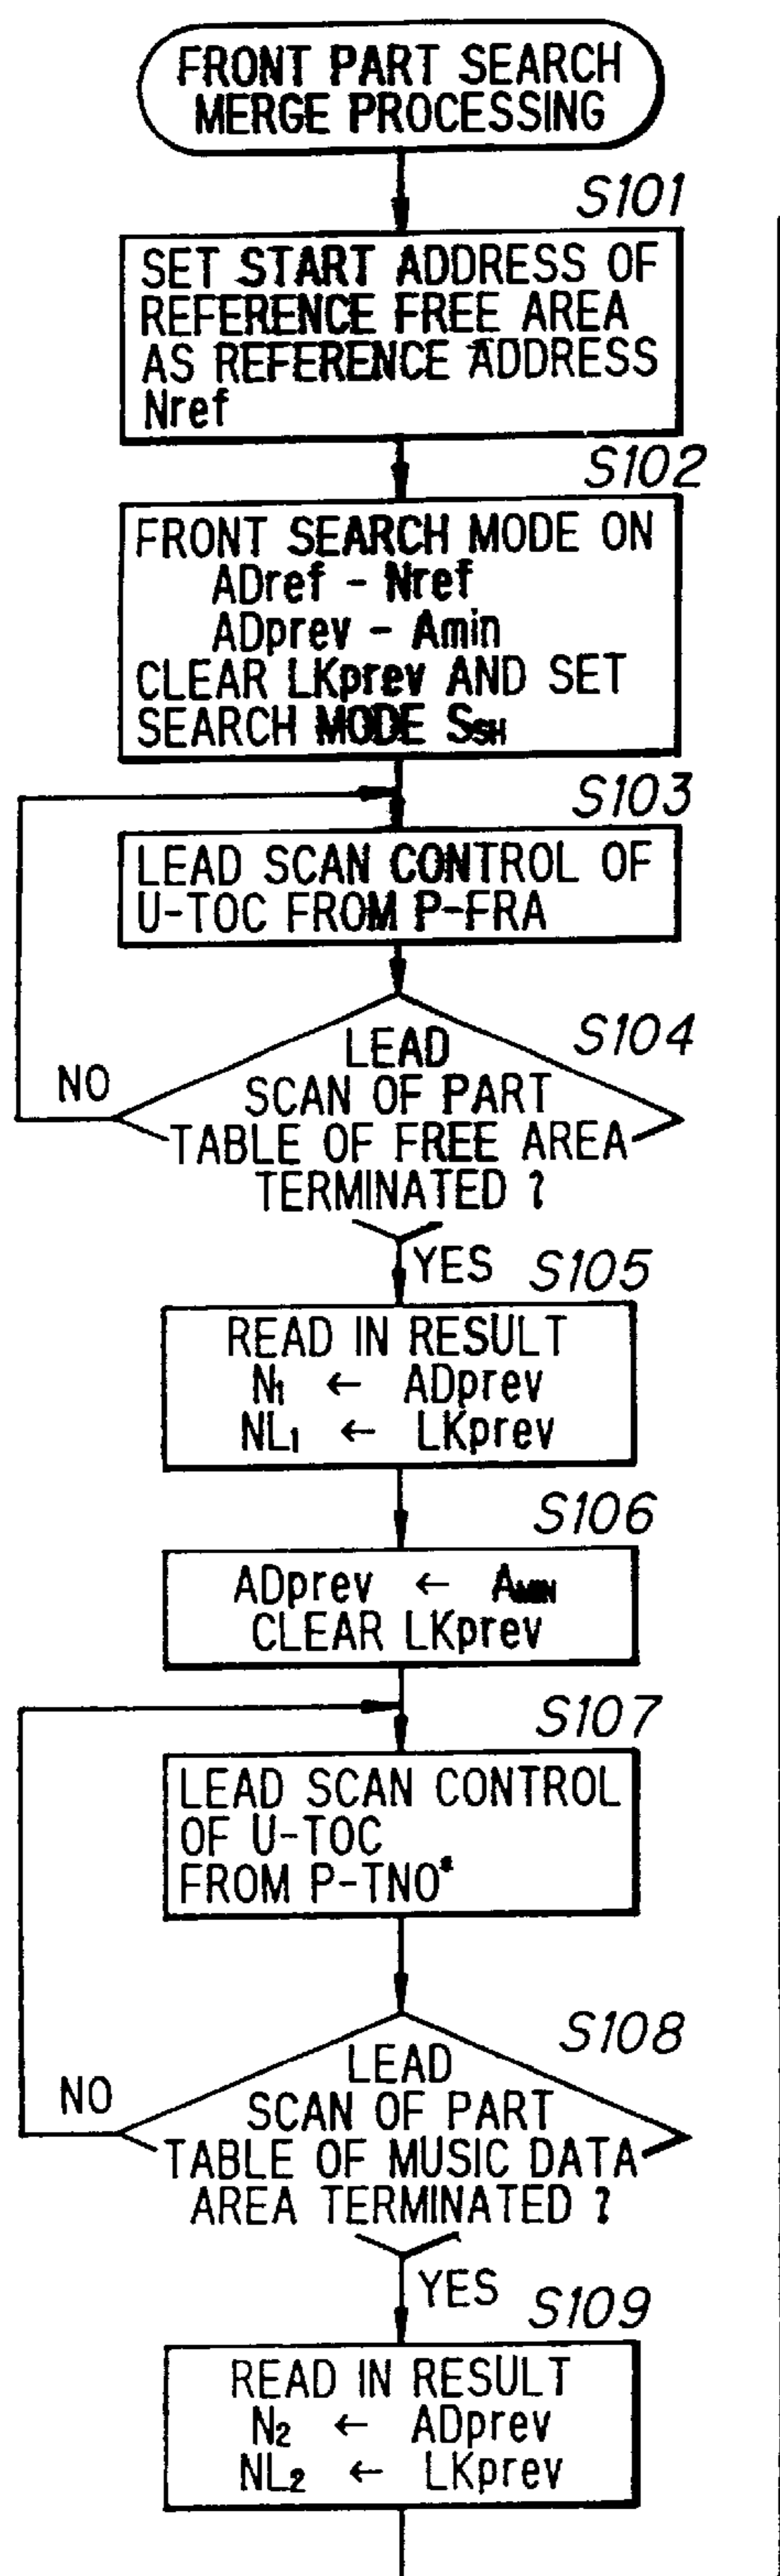 FRONT PART SEARCH
MERGE PROCESSING
S101
SET START ADDRESS OF
REFERENCE FREE AREA
AS REFERENCE ADDRESS
Nref
S102
FRONT SEARCH MODE ON
ADref - Nref
ADprev - Amin
CLEAR LKprev AND SET
SEARCH MODE SSH
S103
LEAD SCAN CONTROL OF
U-TOC FROM P-FRA
S104
LEAD
SCAN OF PART
TABLE OF FREE AREA
TERMINATED ?
NO
YES
S105
READ IN RESULT
N1 ← ADprev
NL1 ← LKprev
S106
ADprev ← AMIN
CLEAR LKprev
S107
LEAD SCAN CONTROL
OF U-TOC
FROM P-TNO*
S108
LEAD
SCAN OF PART
TABLE OF MUSIC DATA
AREA TERMINATED ?
NO
YES
S109
READ IN RESULT
N2 ← ADprev
NL2 ← LKprev